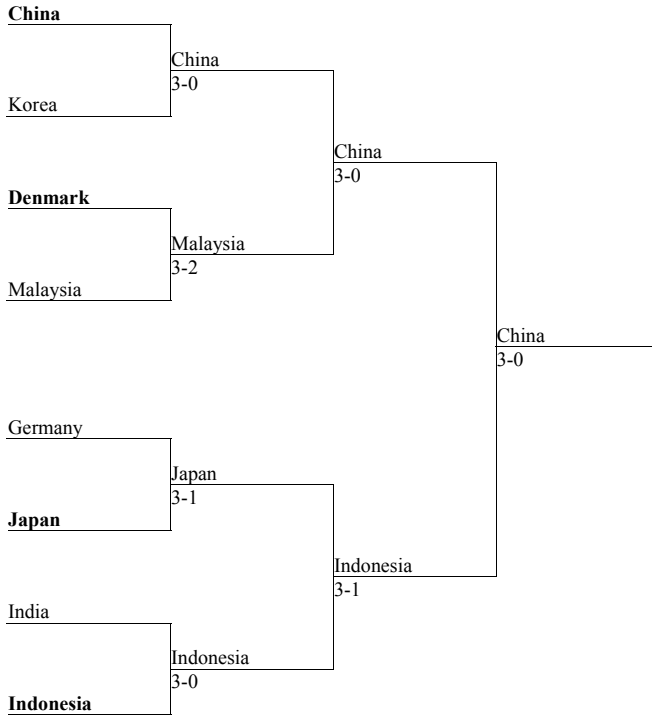 China
China
3-0
Korea
China
3-0
Denmark
Malaysia
3-2
Malaysia
China
3-0
Germany
Japan
3-1
Japan
Indonesia
3-1
India
Indonesia
3-0
Indonesia